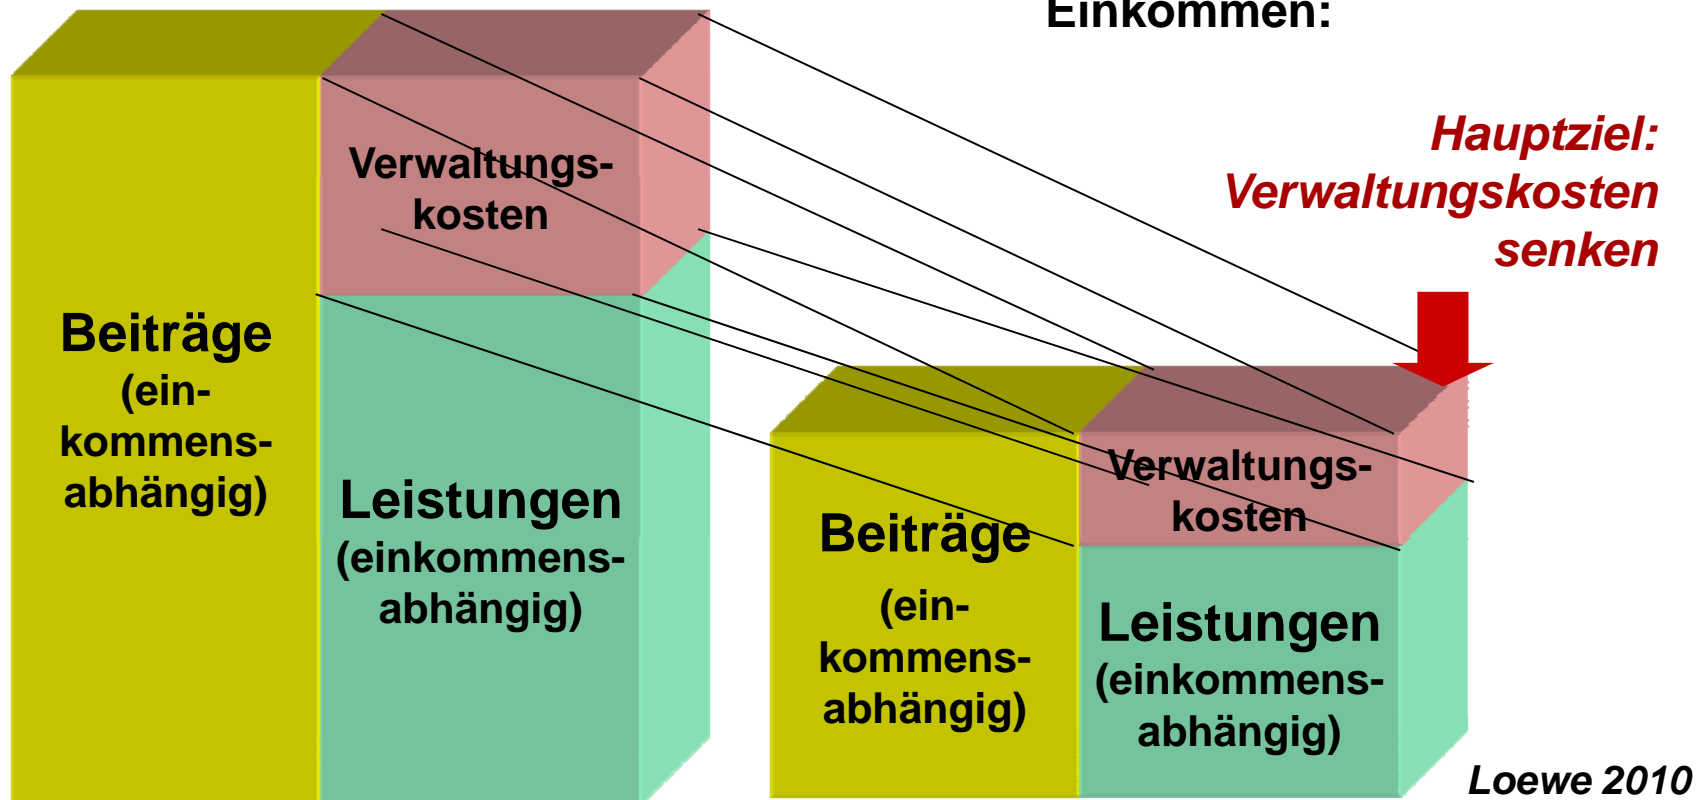 Einkommen:
Hauptziel:
Verwaltungskosten
senken
Verwaltungs-
kosten
Beiträge
(ein-
kommens-
abhängig)
Leistungen
(einkommens-
abhängig)
Verwaltungs-
kosten
Beiträge
(ein-
kommens-
abhängig)
Leistungen
(einkommens-
abhängig)
Loewe 2010